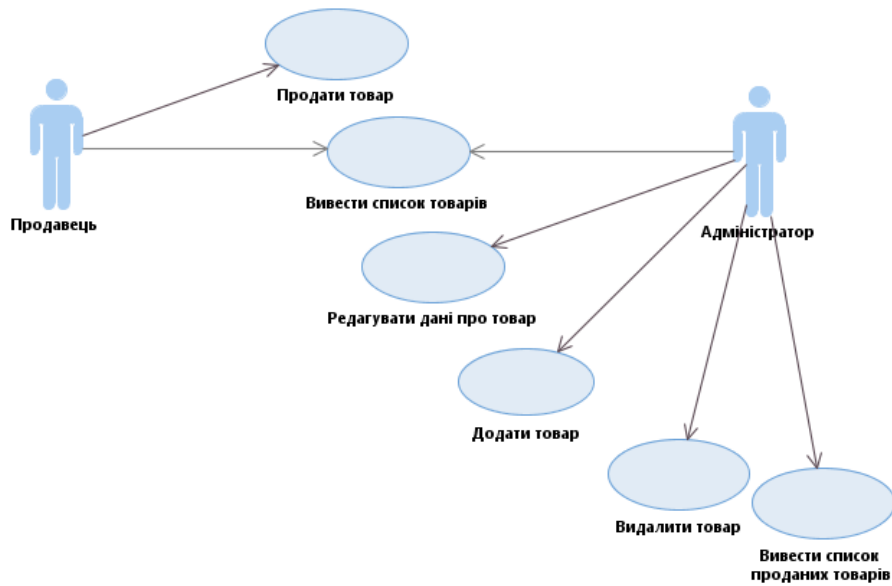 Продати товар
Вивести список товарів
Продавець
Адміністратор
Редагувати дані про товар
Додати товар
Видалити товар
Вивести список
проданих товарів